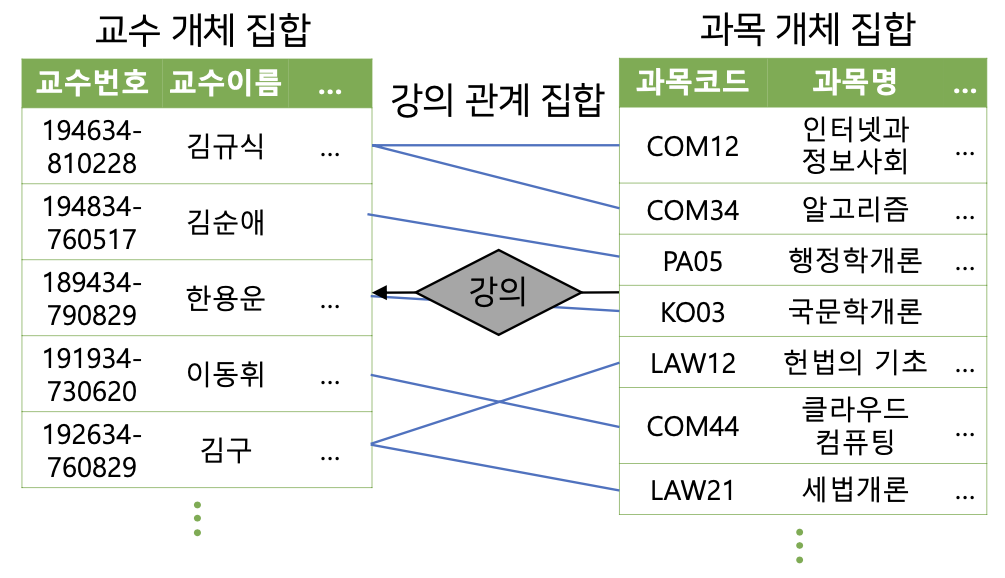 교수 개체 집합
교수번호 교수이름 ...
194634-
810228
김규식 ...
194834-
760517
김순애
189434-
790829
한용운 ...
191934-
730620
이동휘 ...
192634-
760829
김구 ...
강의 관계 집합
강의
과목 개체 집합
과목코드 과목명 ...
COM12
인터넷과
정보사회
...
COM34 알고리즘 ...
PA05 행정학개론 ...
KO03 국문학개론
LAW12 헌법의 기초 ...
COM44
클라우드
컴퓨팅
...
LAW21 세법개론 ...